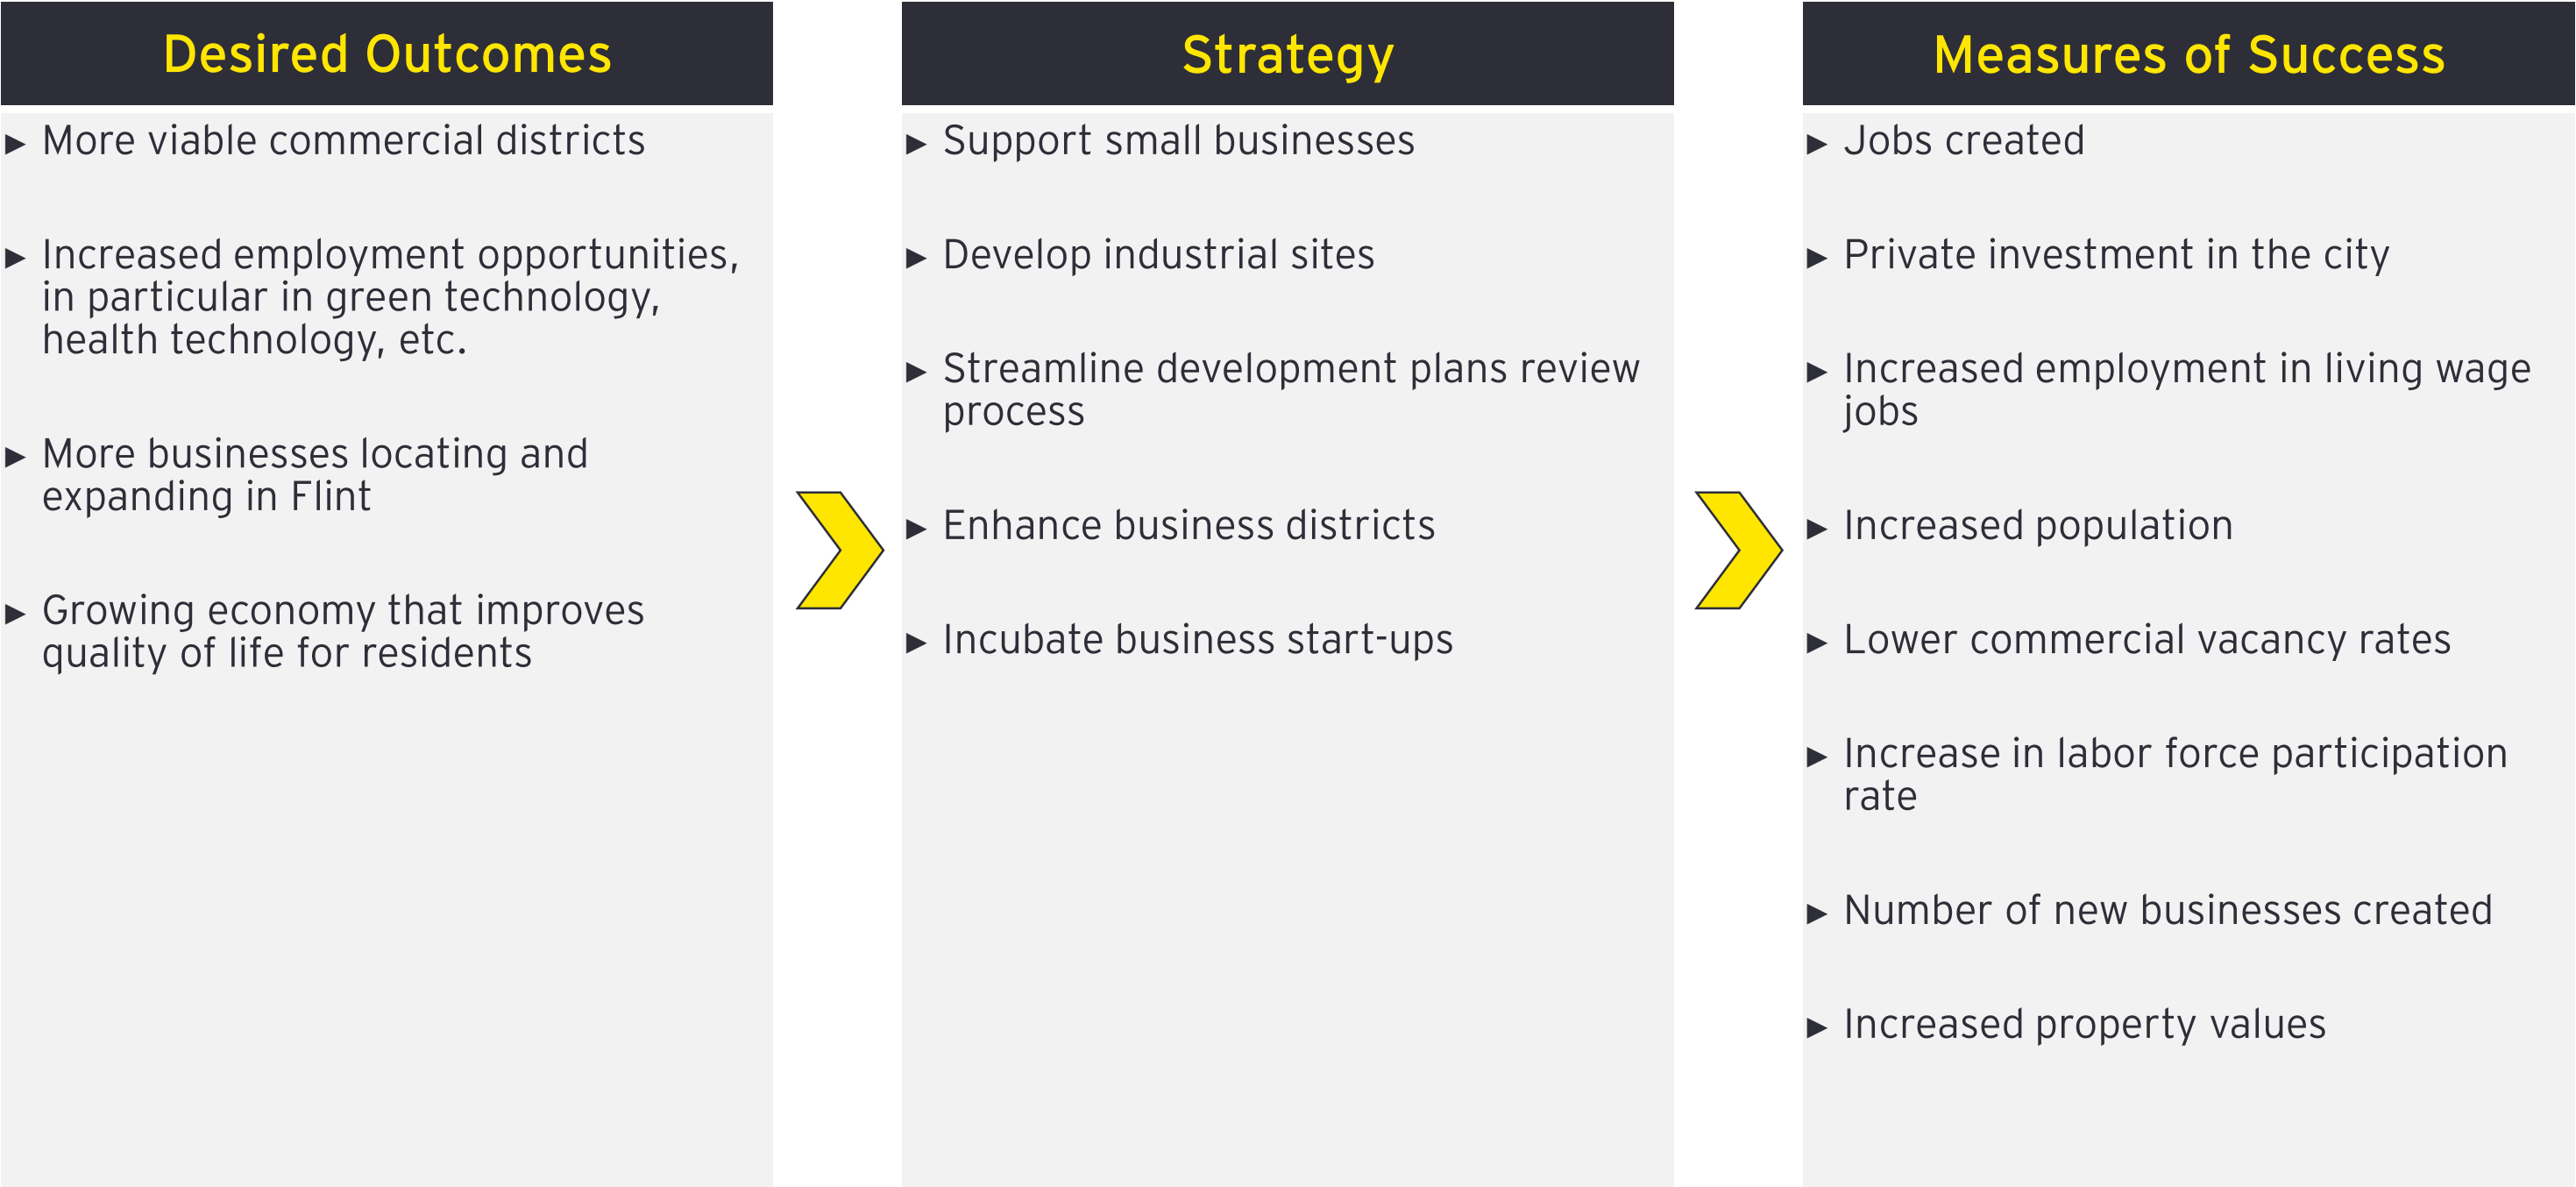 Desired Outcomes
► More viable commercial districts
► Increased employment opportunities,
in particular in green technology,
health technology, etc.
► More businesses locating and
expanding in Flint
► Growing economy that improves
quality of life for residents
Strategy
► Support small businesses
► Develop industrial sites
► Streamline development plans review
process
► Enhance business districts
► Incubate business start-ups
Measures of Success
► Jobs created
► Private investment in the city
► Increased employment in living wage
jobs
► Increased population
► Lower commercial vacancy rates
► Increase in labor force participation
rate
► Number of new businesses created
► Increased property values